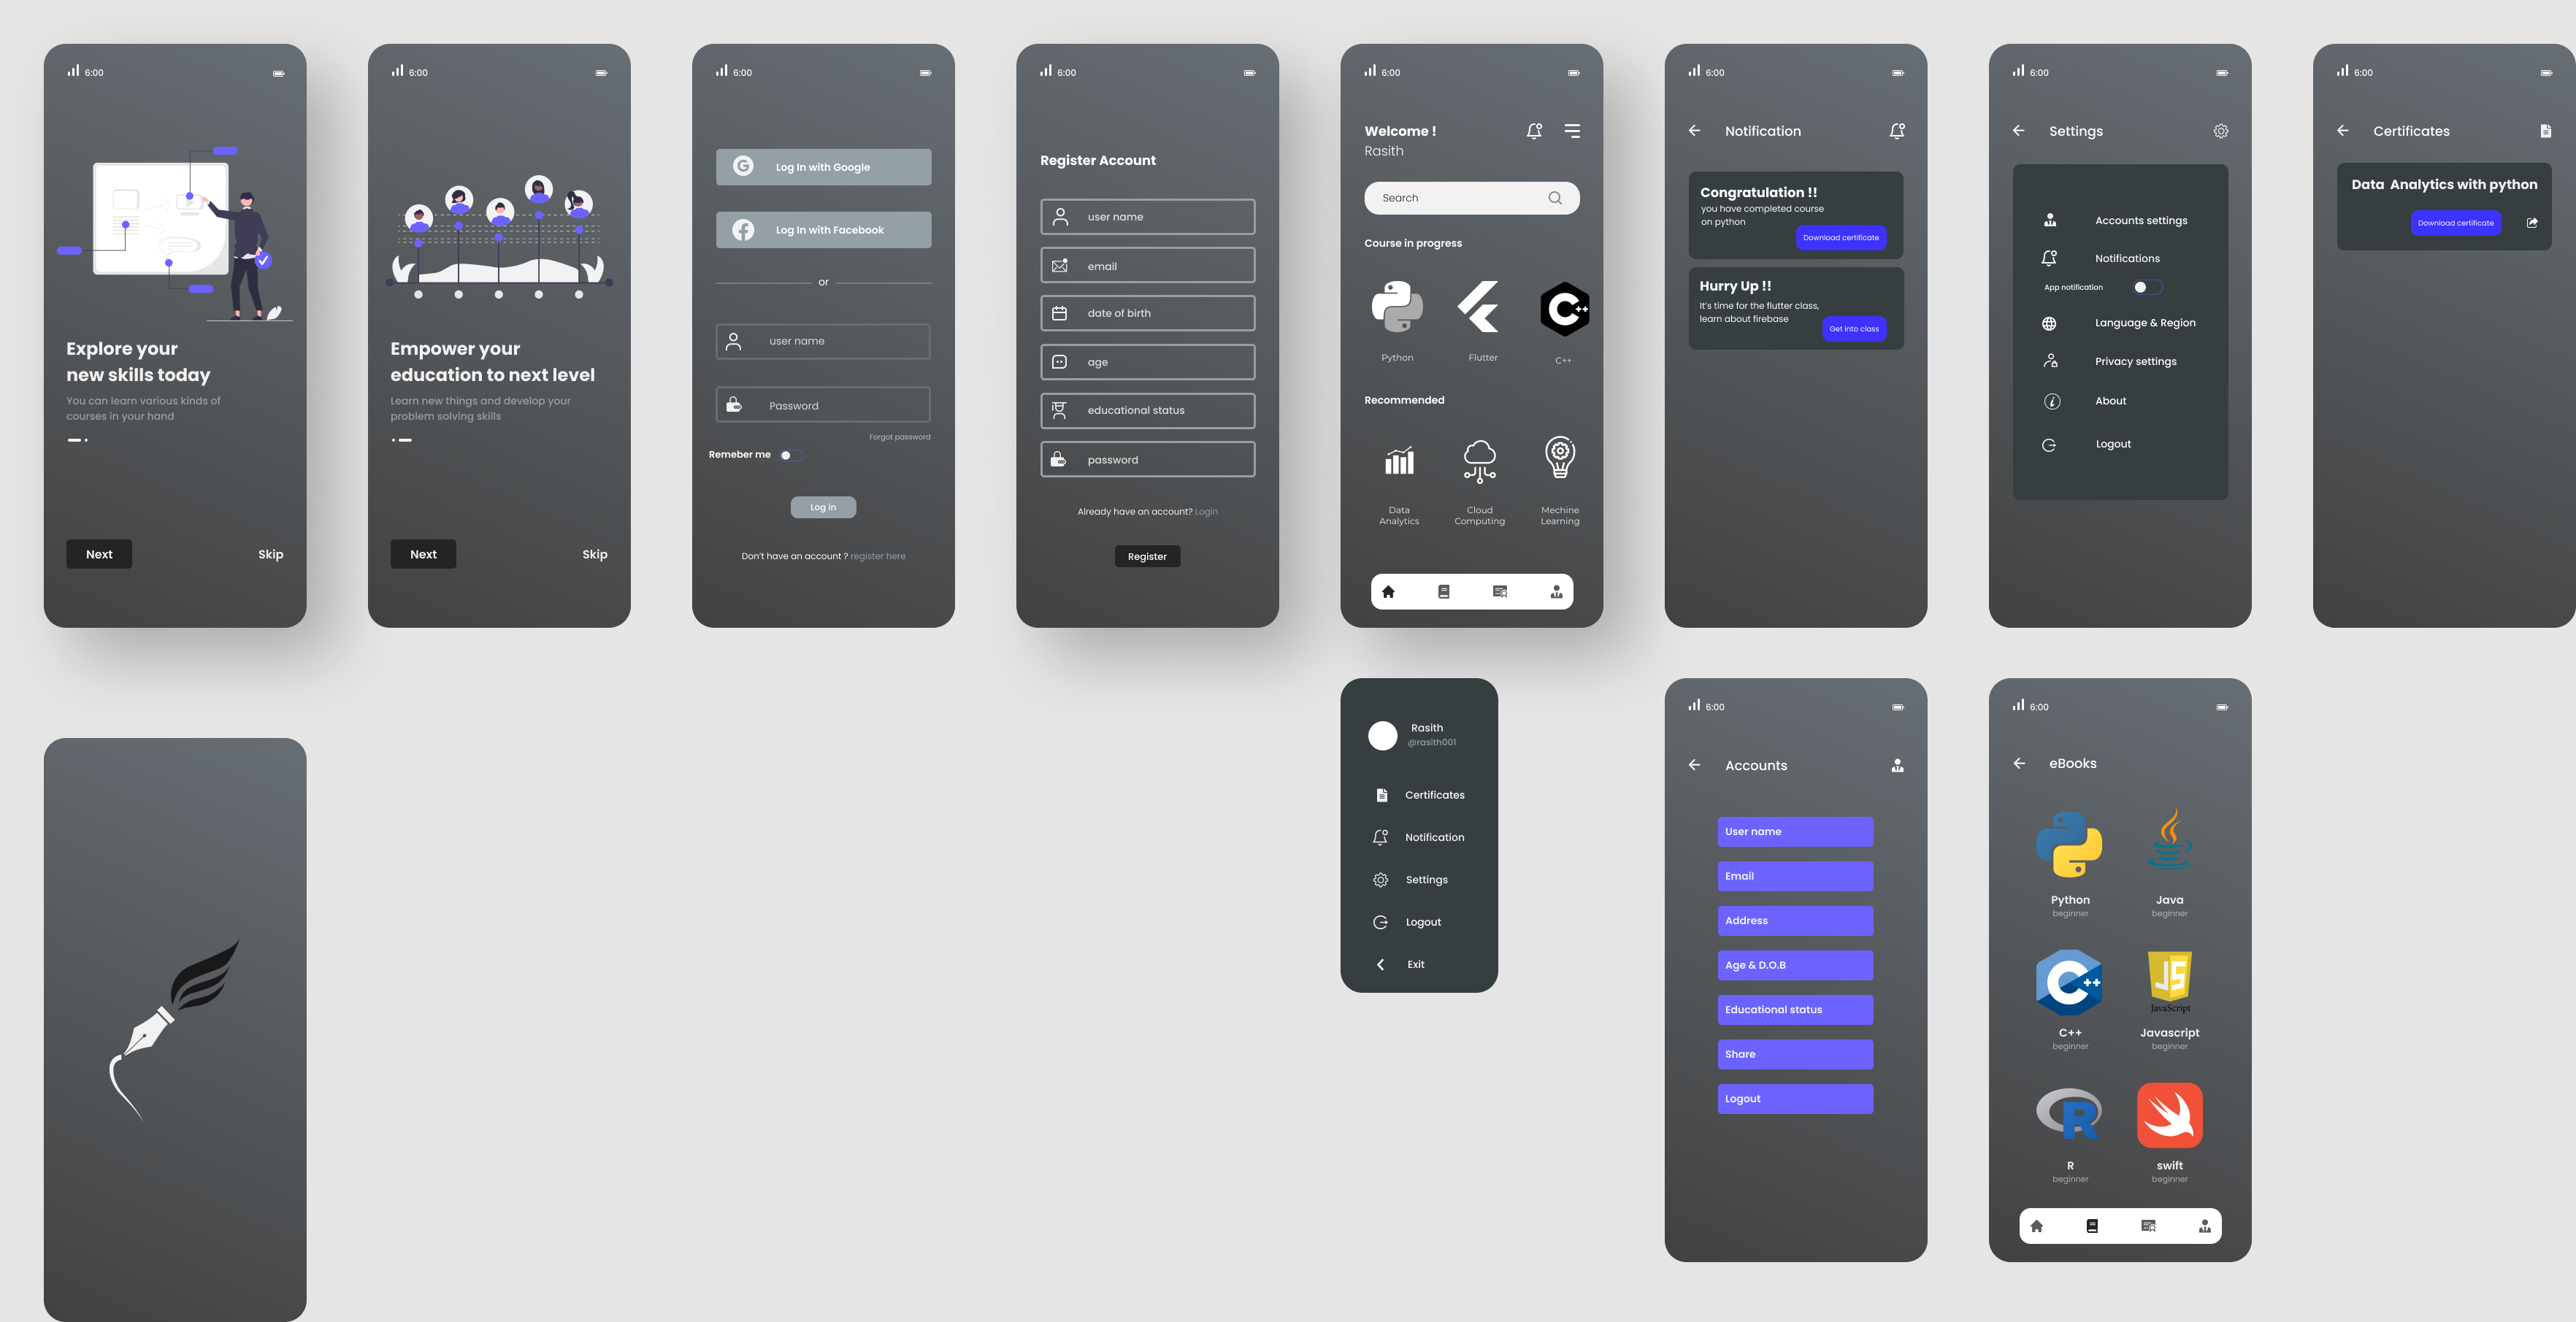 6:00
Explore your
new skills today
You can learn various kinds of
courses in your hand
Next
Skip
6:00
Empower your
education to next level
Learn new things and develop your
problem solving skills
Next
Skip
6:00
Log In with Google
Log In with Facebook
or
user name
Password
Forgot password
Remeber me
Log in
Don't have an account ? register here
6:00
Register Account
user name
email
date of birth
age
educational status
password
Already have an account? Login
Register
6:00
Welcome !
Rasith
Search
Course in progress
C++
Python
Flutter
C++
Recommended
Data
Analytics
Cloud
Computing
Mechine
Learning
6:00
Notification
Congratulation !!
you have completed course
on python
Download certificate
Hurry Up !!
It's time for the flutter class,
learn about firebase
Get into class
6:00
Settings
Accounts settings
Notifications
App notification
Language & Region
Privacy settings
About
Logout
6:00
Certificates
Data Analytics with python
Download certificate
Rasith
@rasith001
Certificates
Notification
Settings
Logout
Exit
6:00
Accounts
User name
Email
Address
Age & D.O.B
Educational status
Share
Logout
6:00
eBooks
Python
beginner
Java
beginner
C++
JS
JavaScript
C++
beginner
Javascript
beginner
R
R
beginner
swift
beginner